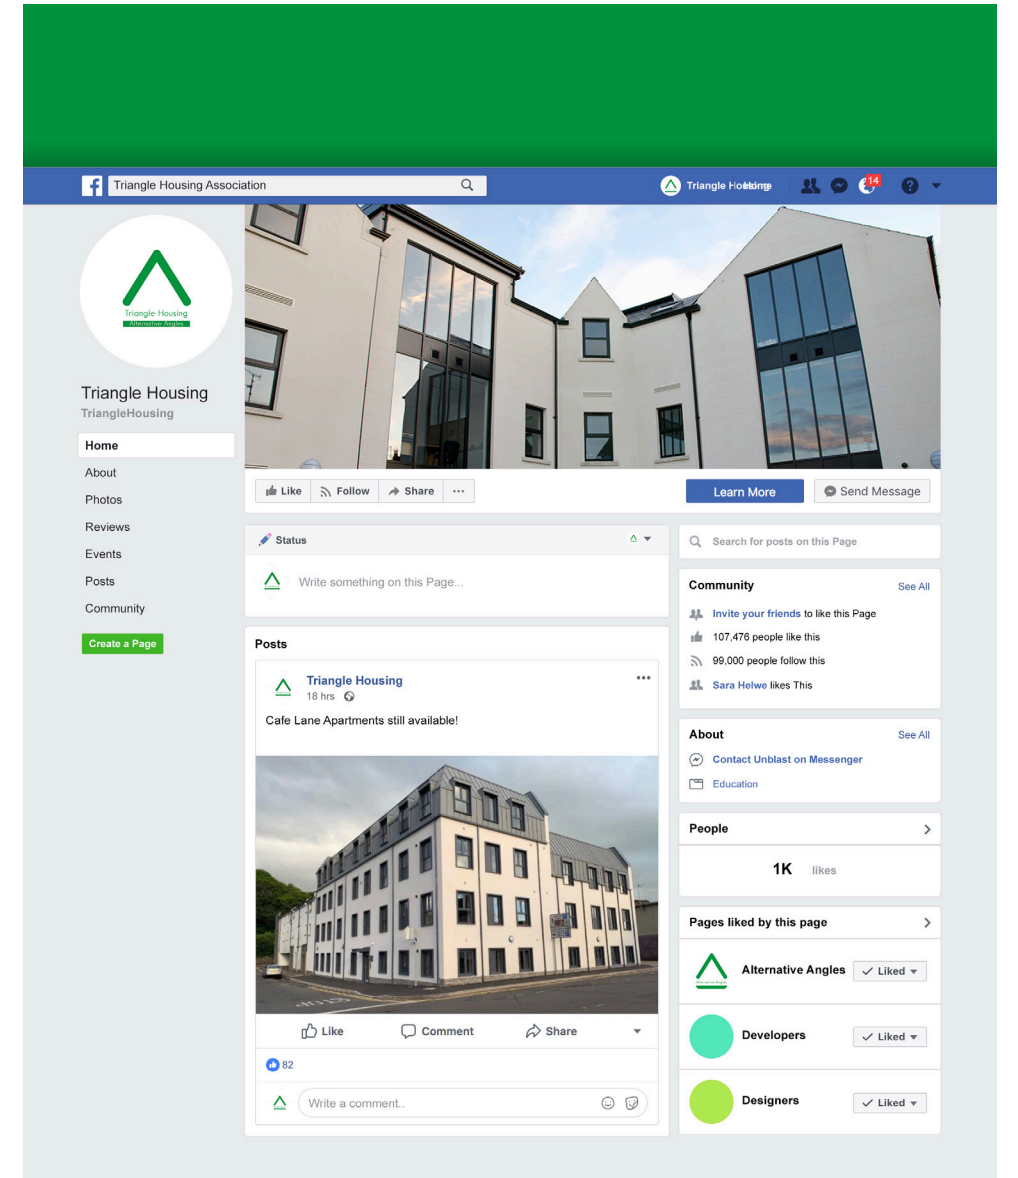 Triangle Housing Association
Triangle Housing
14
Triangle Housing
Alternative Angles
Triangle Housing
TriangleHousing
Home
About
Photos
Reviews
Events
Posts
Community
Create a Page
Like
Follow
Share
Learn More
Send Message
Status
Write something on this Page...
Posts
Triangle Housing
18 hrs
Cafe Lane Apartments still available!
STOP
Like
Comment
Share
82
Write a comment..
Search for posts on this Page
Community
See All
Invite your friends to like this Page
107,476 people like this
99,000 people follow this
Sara Helwe likes This
About
See All
Contact Unblast on Messenger
Education
People
1K likes
Pages liked by this page
Alternative Angles
Alternative Angles
Liked
Developers
Liked
Designers
Liked